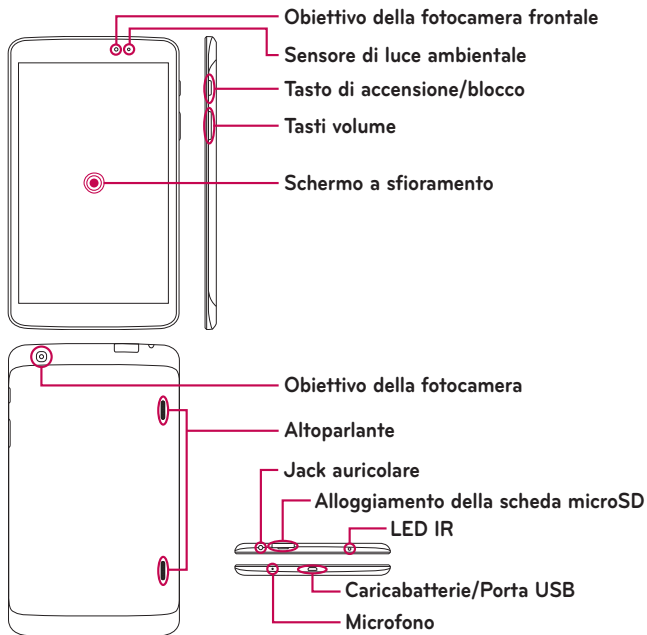 Obiettivo della fotocamera frontale
Sensore di luce ambientale
Tasto di accensione/blocco
Tasti volume
Schermo a sfioramento
Obiettivo della fotocamera
Altoparlante
Jack auricolare
Alloggiamento della scheda microSD
LED IR
Caricabatterie/Porta USB
Microfono